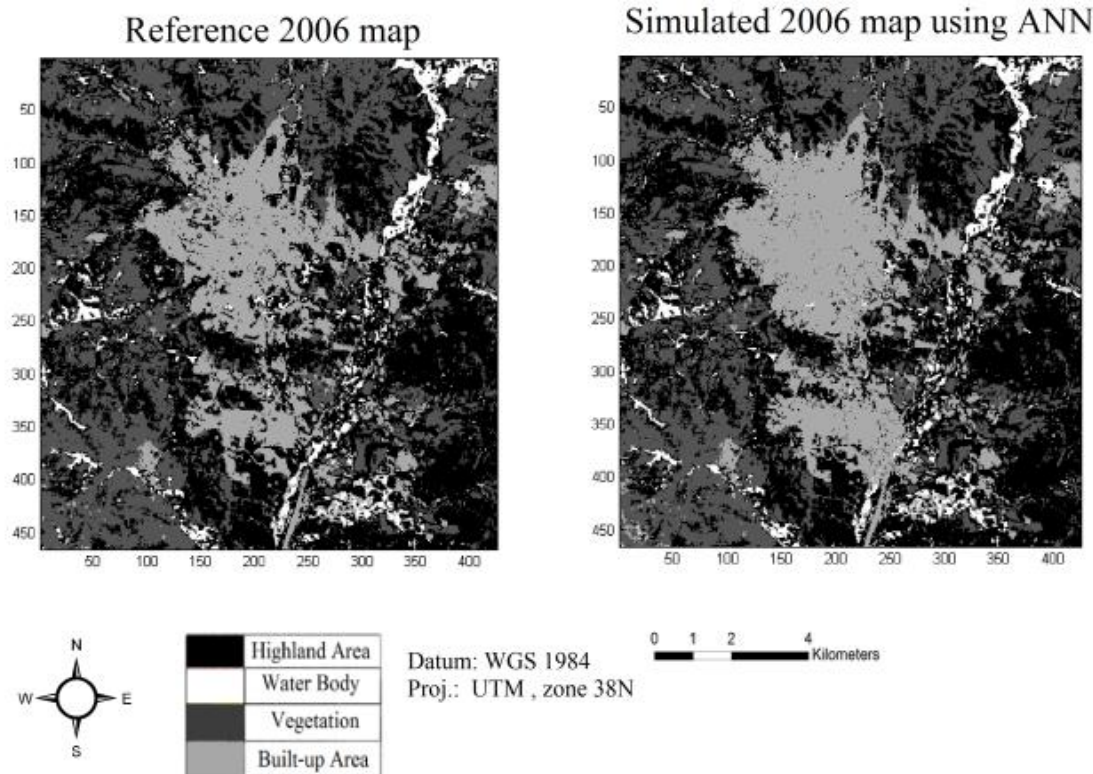 Reference 2006 map
Simulated 2006 map using ANN
50
100
150
200
250
300
350
400
450
50 100 150 200 250 300 350 400
50
100
150
200
250
300
350
400
450
50 100 150 200 250 300 350 400
N
W E
S
Highland Area
Water Body
Vegetation
Built-up Area
Datum: WGS 1984
Proj.: UTM , zone 38N
0 1 2 4
Kilometers